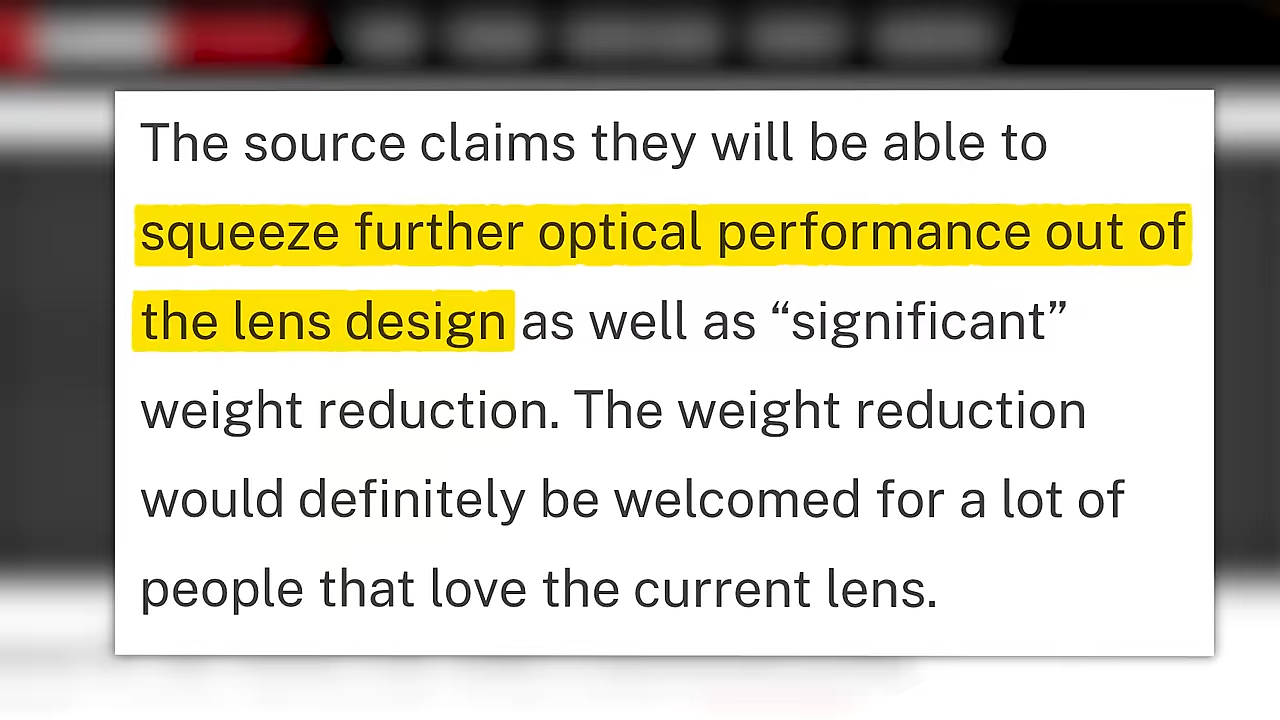 The source claims they will be able to
squeeze further optical performance out of
the lens design as well as “significant”
weight reduction. The weight reduction
would definitely be welcomed for a lot of
people that love the current lens.